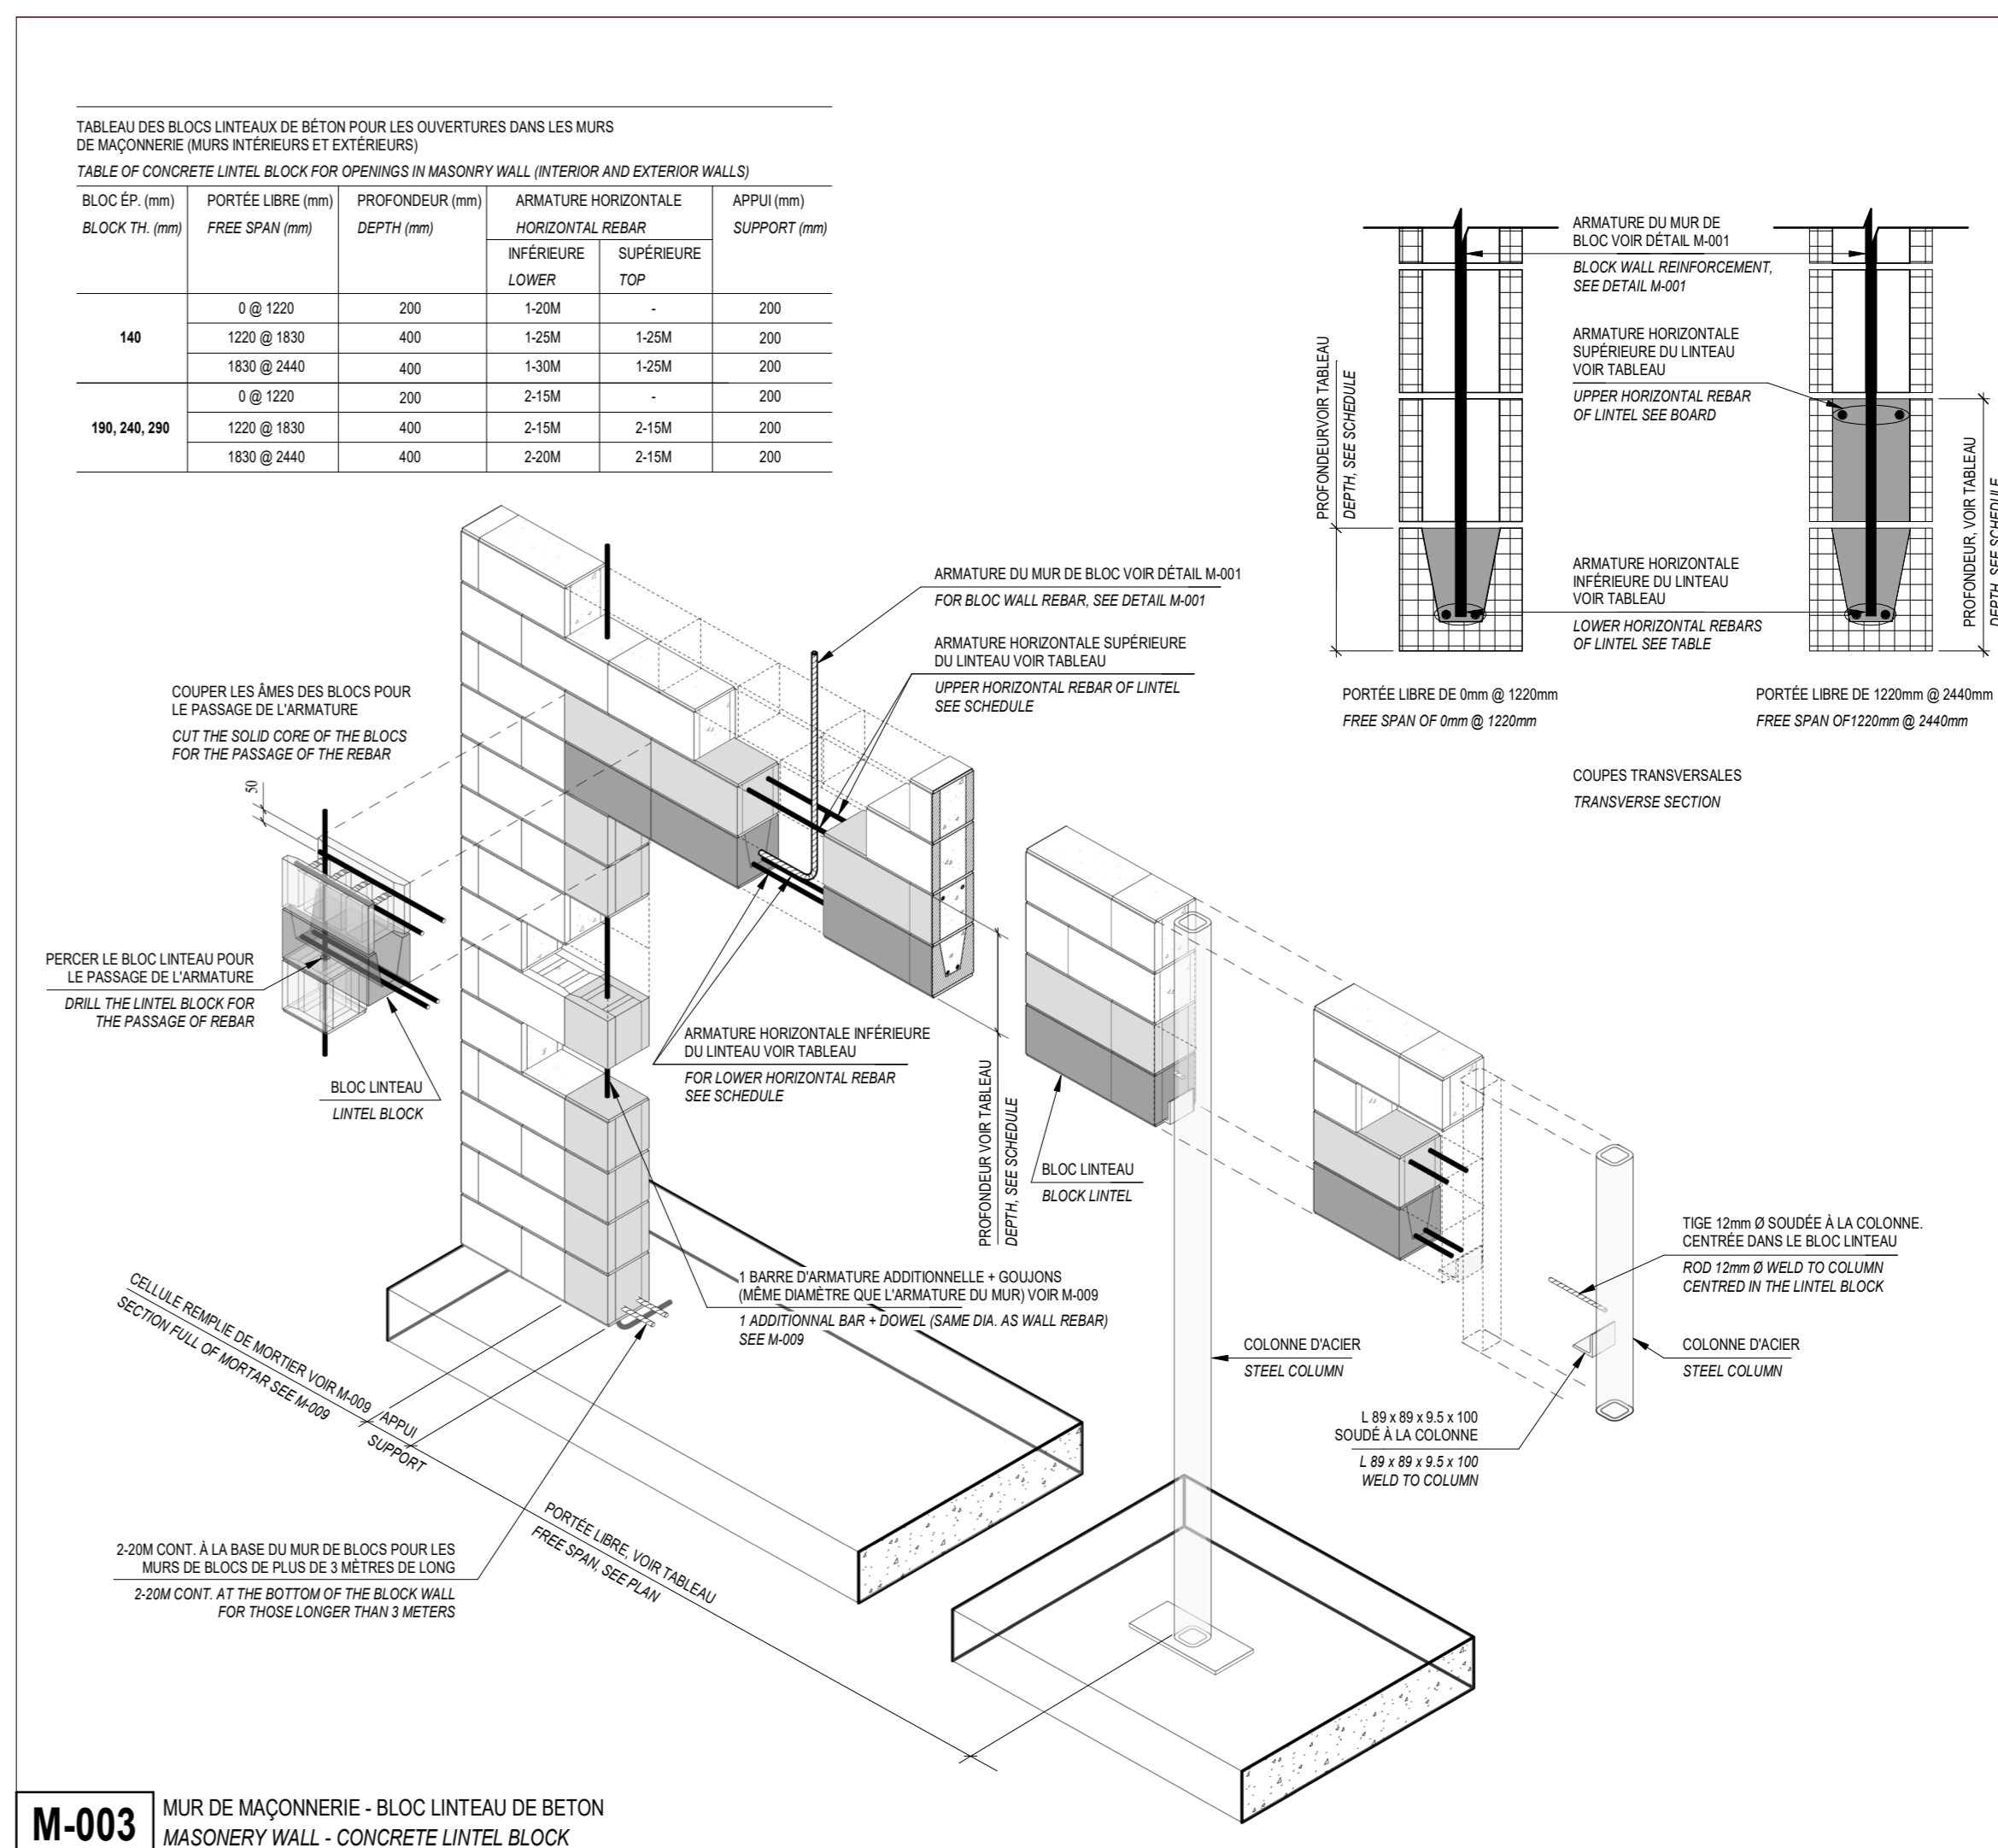 TABLEAU DES BLOCS LINTEAUX DE BÉTON POUR LES OUVERTURES DANS LES MURS
DE MAÇONNERIE (MURS INTÉRIEURS ET EXTÉRIEURS)
TABLE OF CONCRETE LINTEL BLOCK FOR OPENINGS IN MASONRY WALL (INTERIOR AND EXTERIOR WALLS)
BLOC ÉP. (mm) PORTÉE LIBRE (mm) PROFONDEUR (mm) ARMATURE HORIZONTALE APPUI (mm)
BLOCK TH. (mm) FREE SPAN (mm) DEPTH (mm) HORIZONTAL REBAR SUPPORT (mm)
INFÉRIEURE SUPÉRIEURE
LOWER TOP
0 @ 1220 200 1-20M - 200
140 1220 @ 1830 400 1-25M 1-25M 200
1830 @ 2440 400 1-30M 1-25M 200
0 @ 1220 200 2-15M - 200
190, 240, 290 1220 @ 1830 400 2-15M 2-15M 200
1830 @ 2440 400 2-20M 2-15M 200
ARMATURE DU MUR DE
BLOC VOIR DÉTAIL M-001
BLOCK WALL REINFORCEMENT,
SEE DETAIL M-001
ARMATURE HORIZONTALE
SUPÉRIEURE DU LINTEAU
VOIR TABLEAU
UPPER HORIZONTAL REBAR
OF LINTEL SEE BOARD
PROFONDEURVOIR TABLEAU
DEPTH, SEE SCHEDULE
ARMATURE HORIZONTALE
INFÉRIEURE DU LINTEAU
VOIR TABLEAU
LOWER HORIZONTAL REBARS
OF LINTEL SEE TABLE
PROFONDEUR, VOIR TABLEAU
DEPTH, SEE SCHEDULE
PORTÉE LIBRE DE 0mm @ 1220mm
FREE SPAN OF 0mm @ 1220mm
PORTÉE LIBRE DE 1220mm @ 2440mm
FREE SPAN OF1220mm @ 2440mm
COUPES TRANSVERSALES
TRANSVERSE SECTION
ARMATURE DU MUR DE BLOC VOIR DÉTAIL M-001
FOR BLOC WALL REBAR, SEE DETAIL M-001
ARMATURE HORIZONTALE SUPÉRIEURE
DU LINTEAU VOIR TABLEAU
UPPER HORIZONTAL REBAR OF LINTEL
SEE SCHEDULE
COUPER LES ÂMES DES BLOCS POUR
LE PASSAGE DE L'ARMATURE
CUT THE SOLID CORE OF THE BLOCS
FOR THE PASSAGE OF THE REBAR
50
PERCER LE BLOC LINTEAU POUR
LE PASSAGE DE L'ARMATURE
DRILL THE LINTEL BLOCK FOR
THE PASSAGE OF REBAR
BLOC LINTEAU
LINTEL BLOCK
ARMATURE HORIZONTALE INFÉRIEURE
DU LINTEAU VOIR TABLEAU
FOR LOWER HORIZONTAL REBAR
SEE SCHEDULE
PROFONDEUR VOIR TABLEAU
DEPTH, SEE SCHEDULE
BLOC LINTEAU
BLOCK LINTEL
TIGE 12mm Ø SOUDÉE À LA COLONNE.
CENTRÉE DANS LE BLOC LINTEAU
ROD 12mm Ø WELD TO COLUMN
CENTRED IN THE LINTEL BLOCK
1 BARRE D'ARMATURE ADDITIONNELLE + GOUJONS
(MÊME DIAMÈTRE QUE L'ARMATURE DU MUR) VOIR M-009
1 ADDITIONNAL BAR + DOWEL (SAME DIA. AS WALL REBAR)
SEE M-009
COLONNE D'ACIER
STEEL COLUMN
COLONNE D'ACIER
STEEL COLUMN
L 89 x 89 x 9.5 x 100
SOUDÉ À LA COLONNE
L 89 x 89 x 9.5 x 100
WELD TO COLUMN
CELLULE REMPLIE DE MORTIER VOIR M-009
SECTION FULL OF MORTAR SEE M-009
APPUI
SUPPORT
PORTÉE LIBRE, VOIR TABLEAU
FREE SPAN, SEE PLAN
2-20M CONT. À LA BASE DU MUR DE BLOCS POUR LES
MURS DE BLOCS DE PLUS DE 3 MÈTRES DE LONG
2-20M CONT. AT THE BOTTOM OF THE BLOCK WALL
FOR THOSE LONGER THAN 3 METERS
M-003
MUR DE MAÇONNERIE - BLOC LINTEAU DE BETON
MASONERY WALL - CONCRETE LINTEL BLOCK